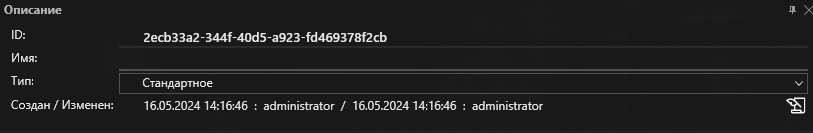 Описание
ID: 2ecb33a2-344f-40d5-a923-fd469378f2cb
Имя:
Тип: Стандартное
Создан / Изменен: 16.05.2024 14:16:46 : administrator / 16.05.2024 14:16:46 : administrator